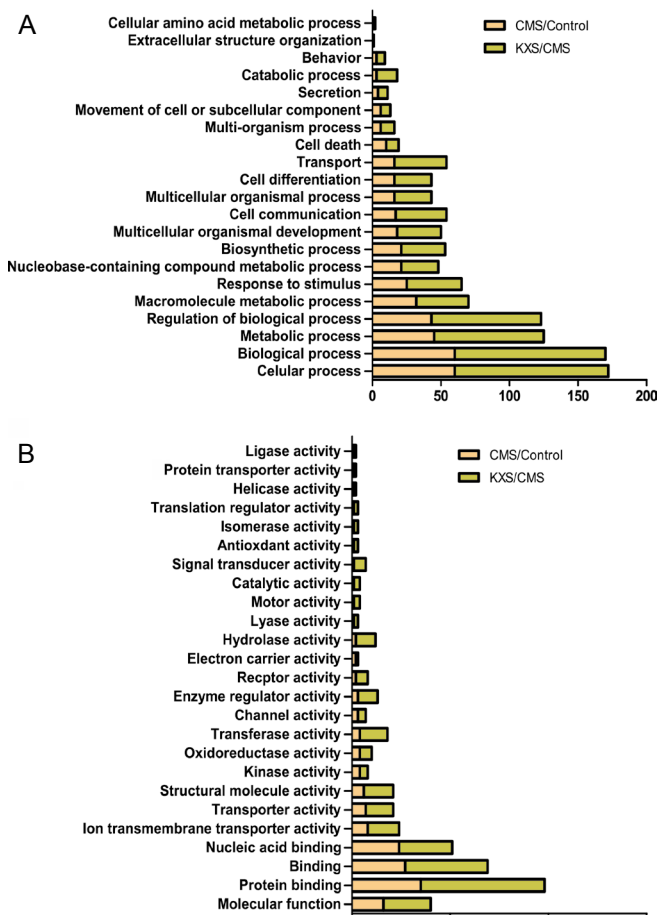 A
CMS/Control
KXS/CMS
Cellular amino acid metabolic process
Extracellular structure organization
Behavior
Catabolic process
Secretion
Movement of cell or subcellular component
Multi-organism process
Cell death
Transport
Cell differentiation
Multicellular organismal process
Cell communication
Multicellular organismal development
Biosynthetic process
Nucleobase-containing compound metabolic process
Response to stimulus
Macromolecule metabolic process
Regulation of biological process
Metabolic process
Biological process
Celular process
0 50 100 150 200
B
CMS/Control
KXS/CMS
Ligase activity
Protein transporter activity
Helicase activity
Translation regulator activity
Isomerase activity
Antioxdant activity
Signal transducer activity
Catalytic activity
Motor activity
Lyase activity
Hydrolase activity
Electron carrier activity
Recptor activity
Enzyme regulator activity
Channel activity
Transferase activity
Oxidoreductase activity
Kinase activity
Structural molecule activity
Transporter activity
Ion transmembrane transporter activity
Nucleic acid binding
Binding
Protein binding
Molecular function